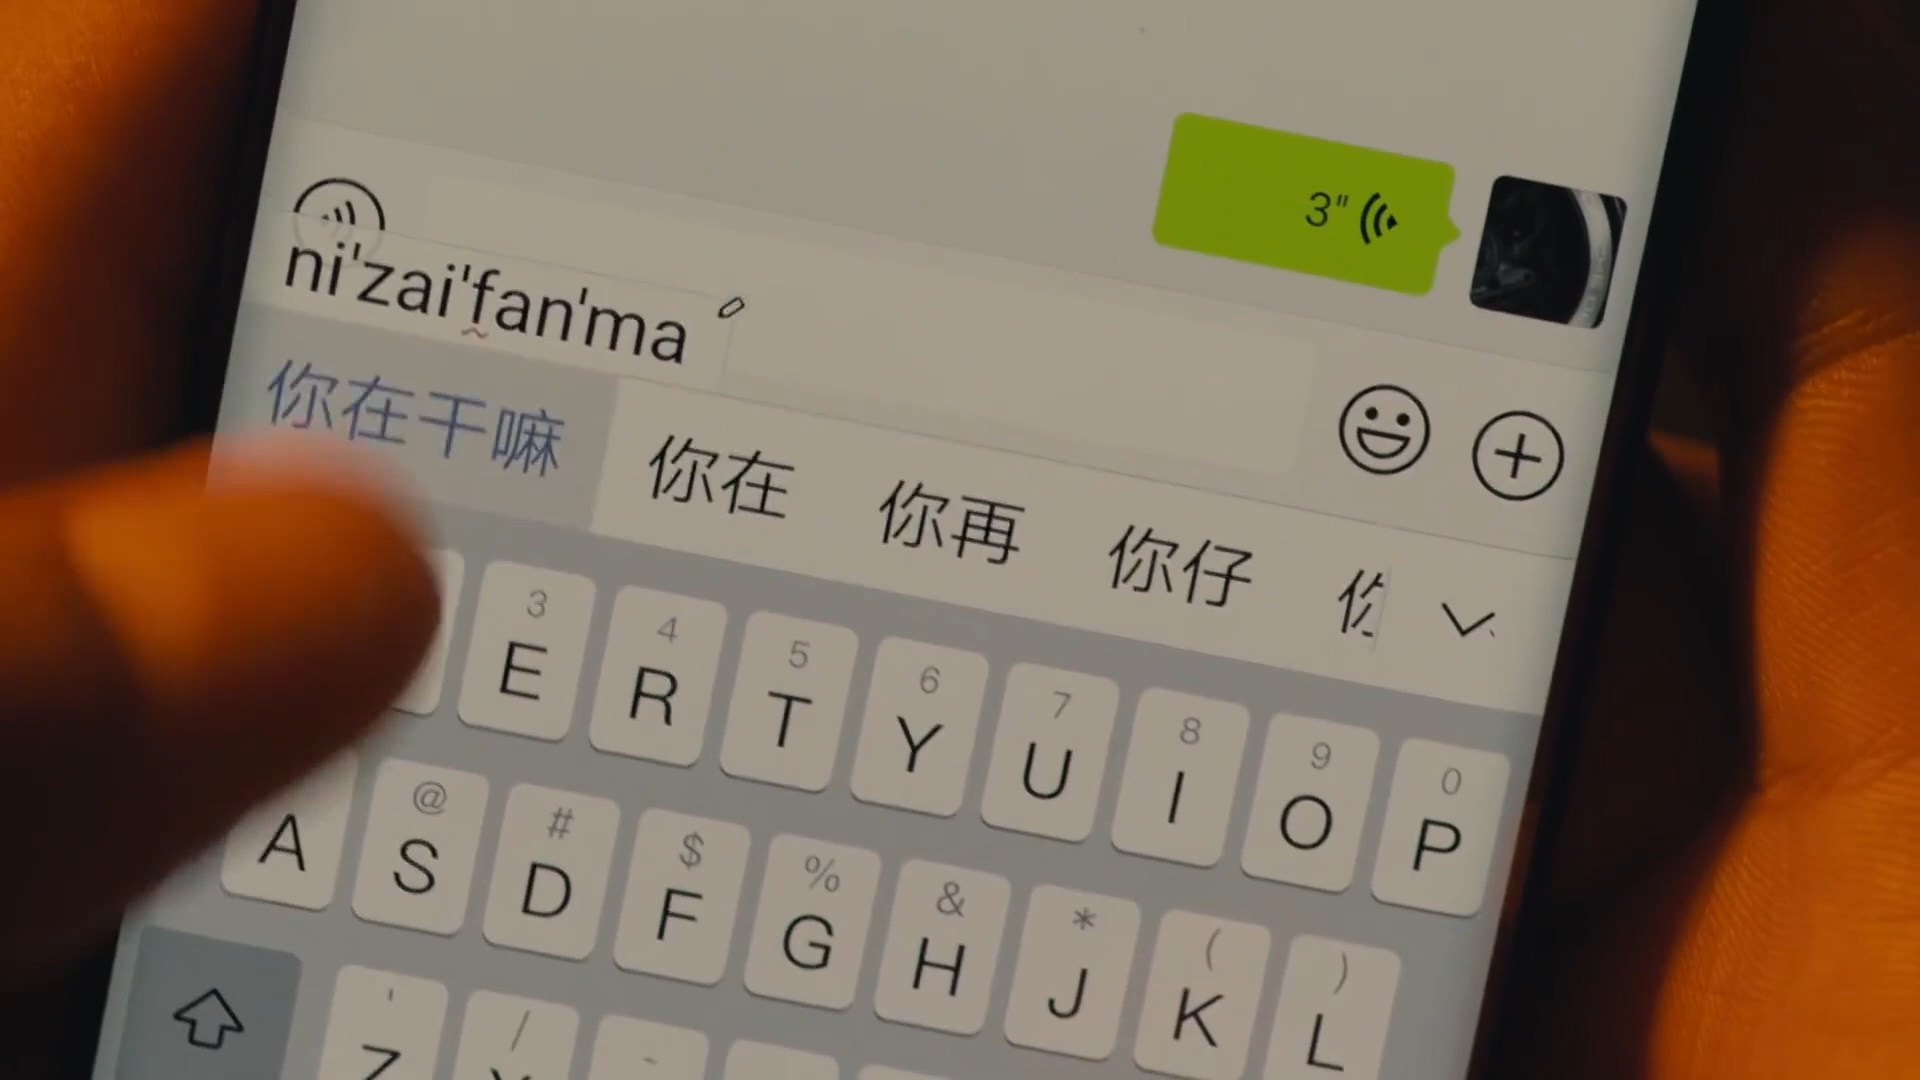 3"
ni'zai'fan'ma
你在干嘛 你在 你再 你仔
3 4 5 6 7 8 9 0
E R T Y U I O P
@ # $ % & * ( )
A S D F G H J K L
' / -
Z